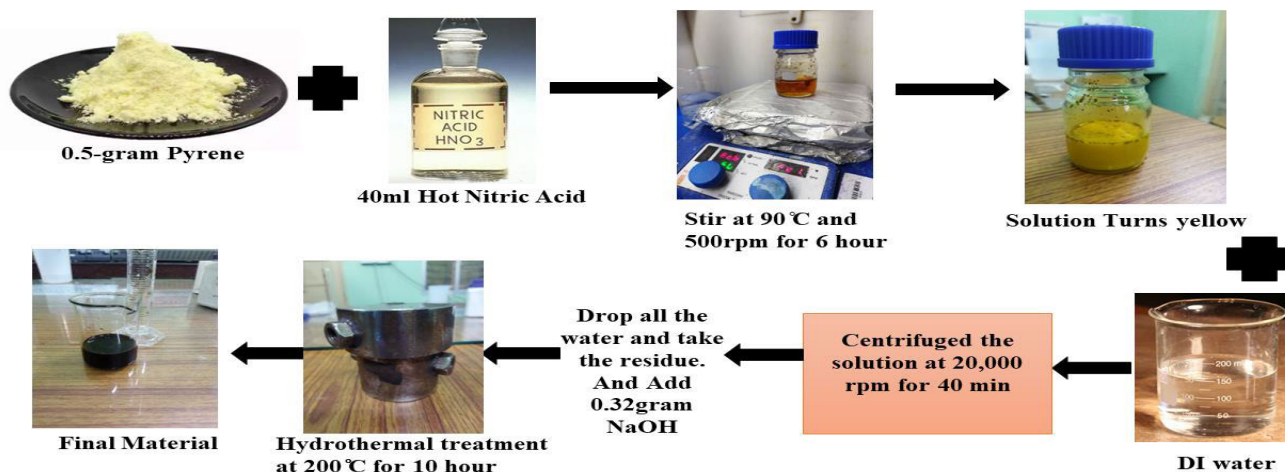 0.5-gram Pyrene
NITRIC
ACID
HNO3
40ml Hot Nitric Acid
Stir at 90°C and
500rpm for 6 hour
Solution Turns yellow
200 ml
150
100
50
DI water
Centrifuged the
solution at 20,000
rpm for 40 min
Drop all the
water and take
the residue.
And Add
0.32gram
NaOH
Hydrothermal treatment
at 200°C for 10 hour
Final Material